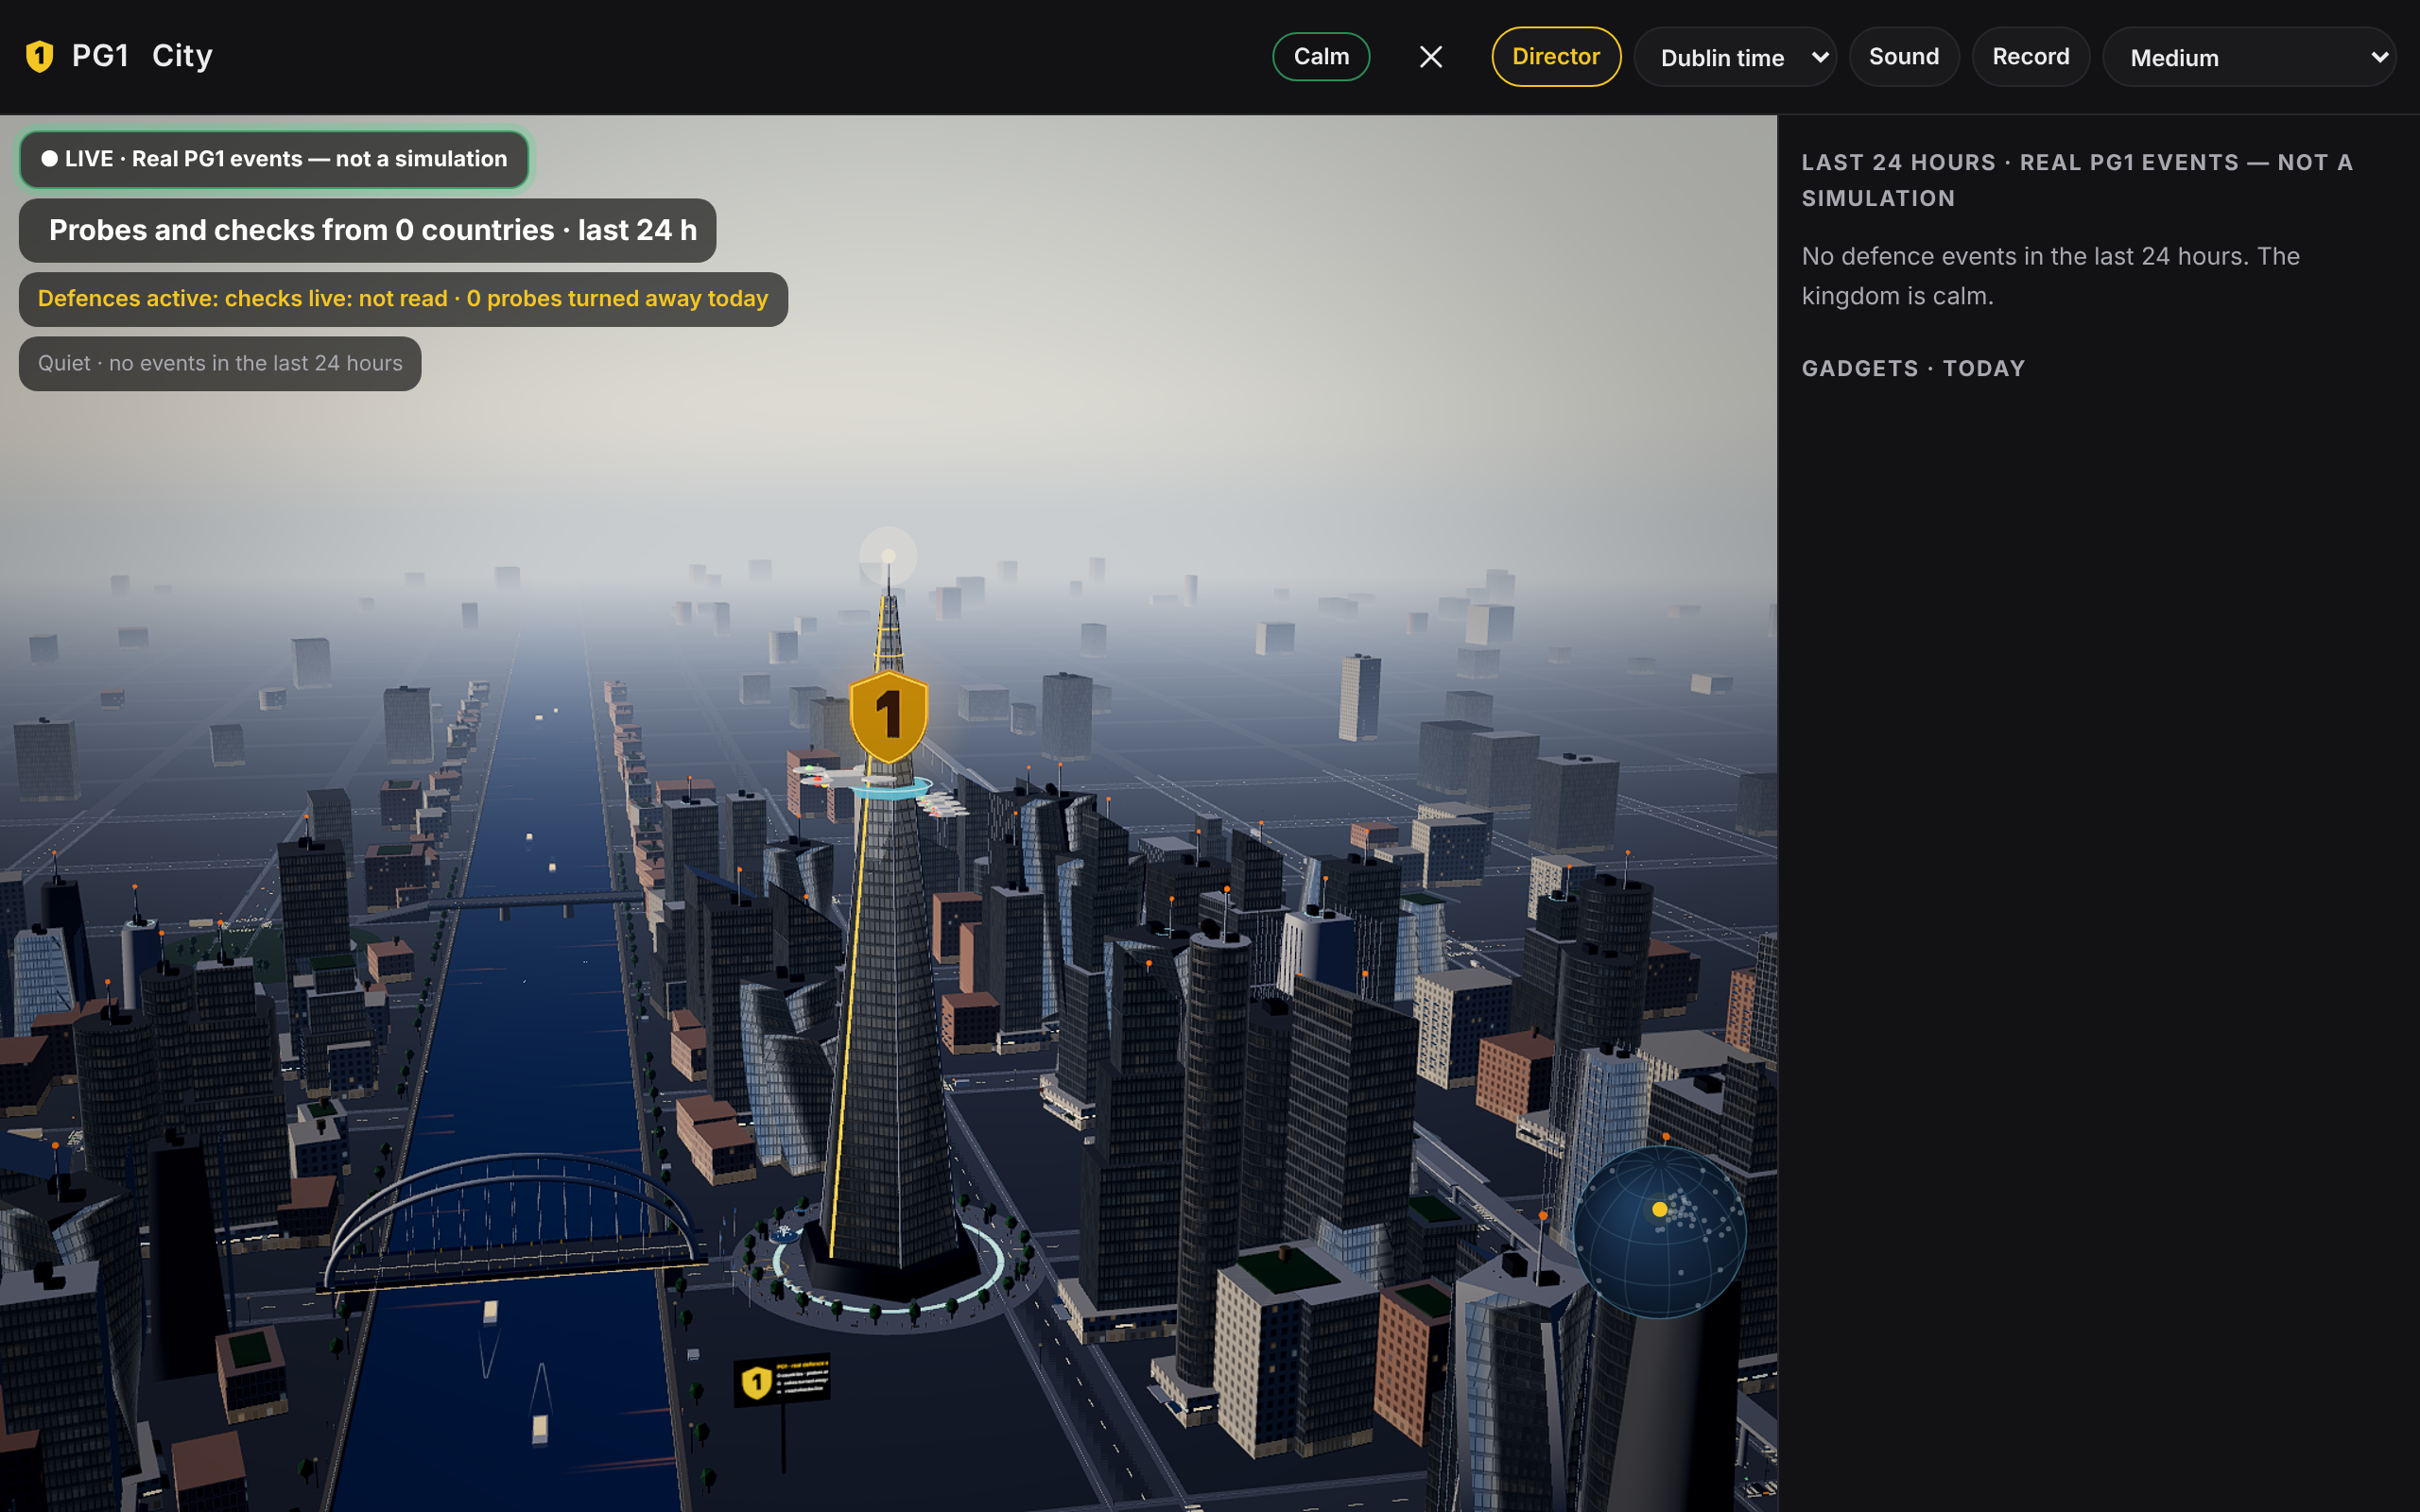 1 PG1 City
Calm
Director
Dublin time
Sound
Record
Medium
LIVE · Real PG1 events — not a simulation
Probes and checks from 0 countries · last 24 h
Defences active: checks live: not read · 0 probes turned away today
Quiet · no events in the last 24 hours
LAST 24 HOURS · REAL PG1 EVENTS — NOT A
SIMULATION
No defence events in the last 24 hours. The
kingdom is calm.
GADGETS · TODAY
1
1